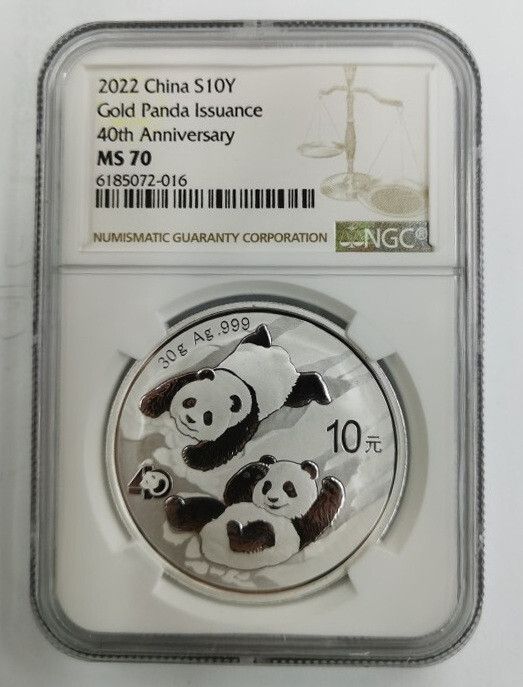 2022 China S10Y
Gold Panda Issuance
40th Anniversary
MS 70
6185072-016
NUMISMATIC GUARANTY CORPORATION
NGC®
30g Ag .999
10元
40